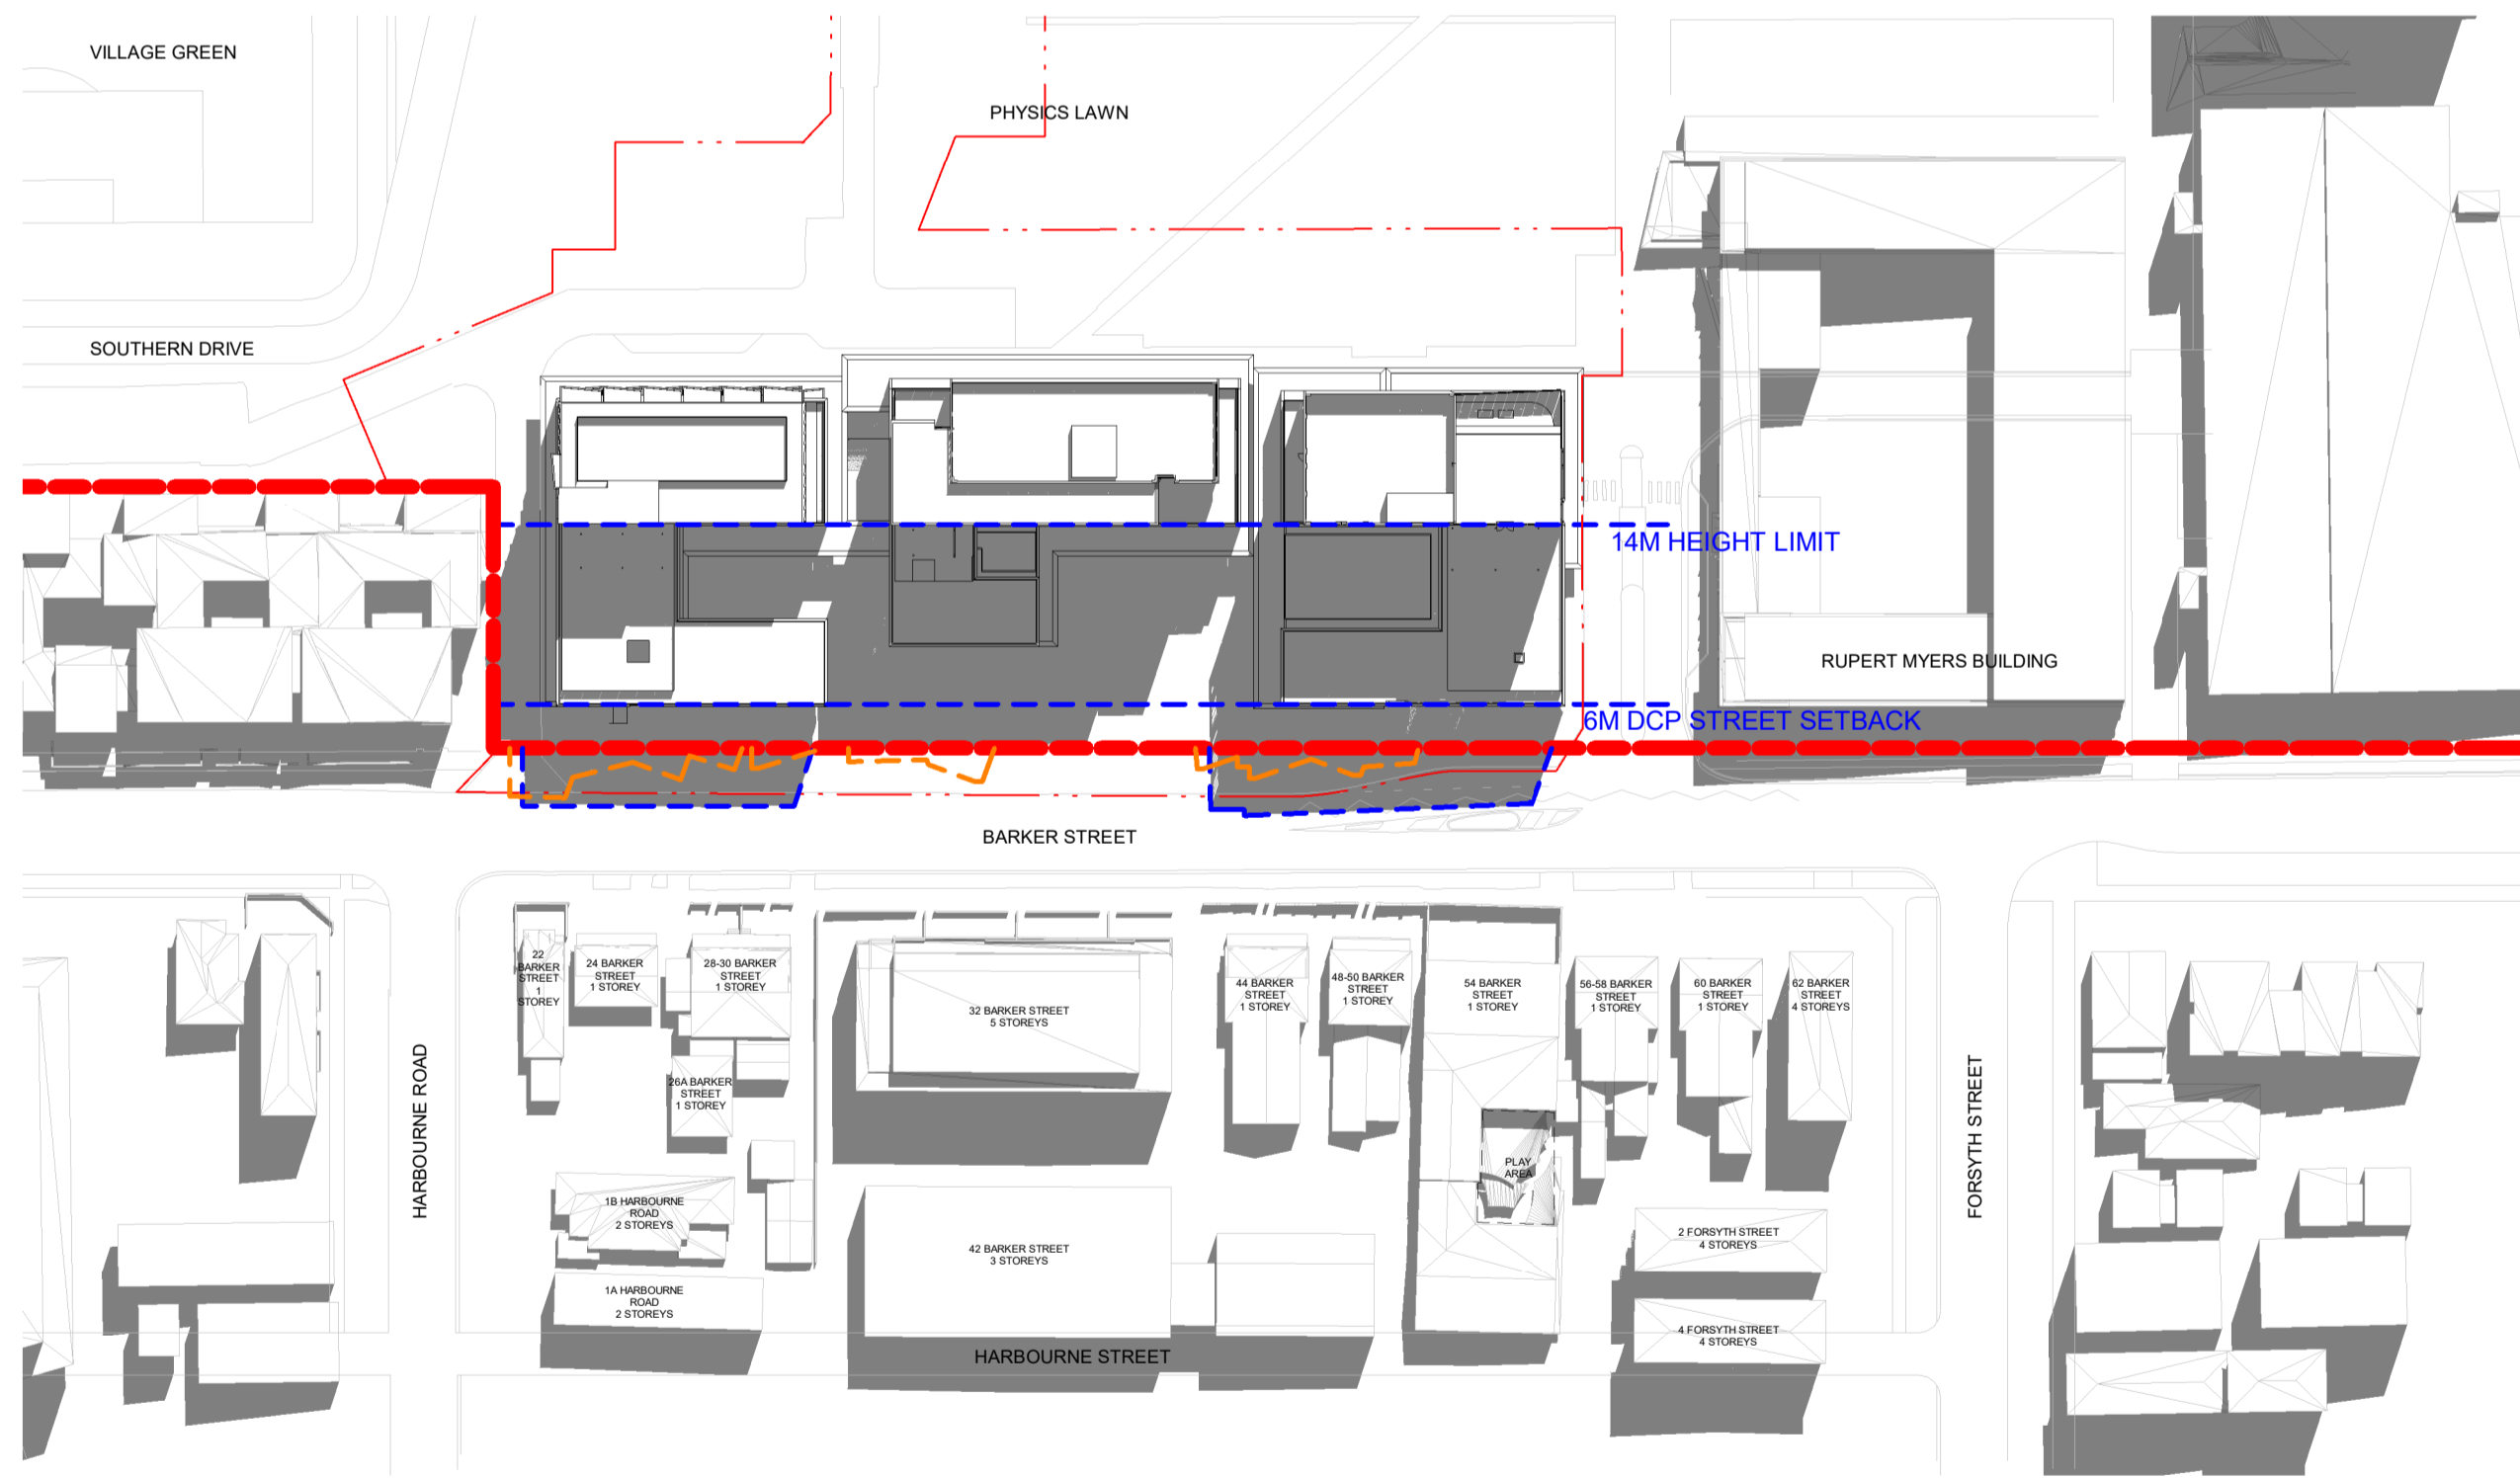 VILLAGE GREEN
PHYSICS LAWN
SOUTHERN DRIVE
14M HEIGHT LIMIT
RUPERT MYERS BUILDING
6M DCP STREET SETBACK
BARKER STREET
22
BARKER
STREET
1
STOREY
24 BARKER
STREET
1 STOREY
28-30 BARKER
STREET
1 STOREY
32 BARKER STREET
5 STOREYS
44 BARKER
STREET
1 STOREY
48-50 BARKER
STREET
1 STOREY
54 BARKER
STREET
1 STOREY
56-58 BARKER
STREET
1 STOREY
60 BARKER
STREET
1 STOREY
62 BARKER
STREET
4 STOREYS
26A BARKER
STREET
1 STOREY
HARBOURNE ROAD
FORSYTH STREET
PLAY
AREA
1B HARBOURNE
ROAD
2 STOREYS
42 BARKER STREET
3 STOREYS
2 FORSYTH STREET
4 STOREYS
1A HARBOURNE
ROAD
2 STOREYS
4 FORSYTH STREET
4 STOREYS
HARBOURNE STREET